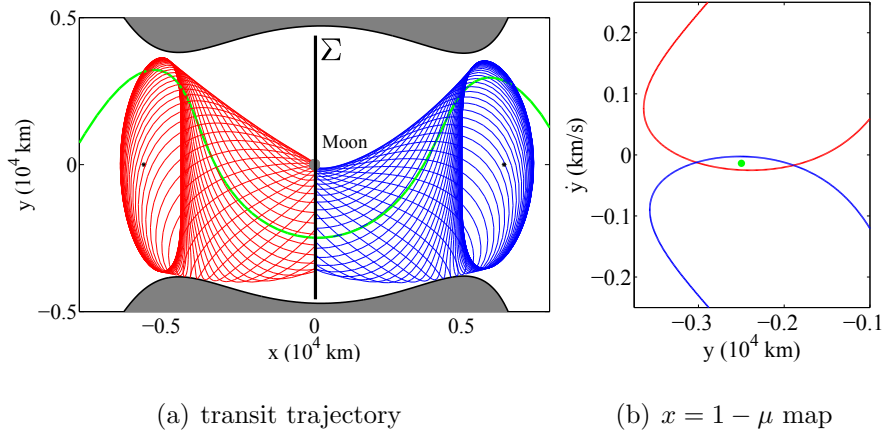 0.5
0
−0.5
y (10⁴ km)
Σ
Moon
−0.5
0
0.5
x (10⁴ km)
0.2
0.1
0
−0.1
−0.2
ẏ (km/s)
−0.3
−0.2
−0.1
y (10⁴ km)
(a) transit trajectory
(b) x = 1 − μ map